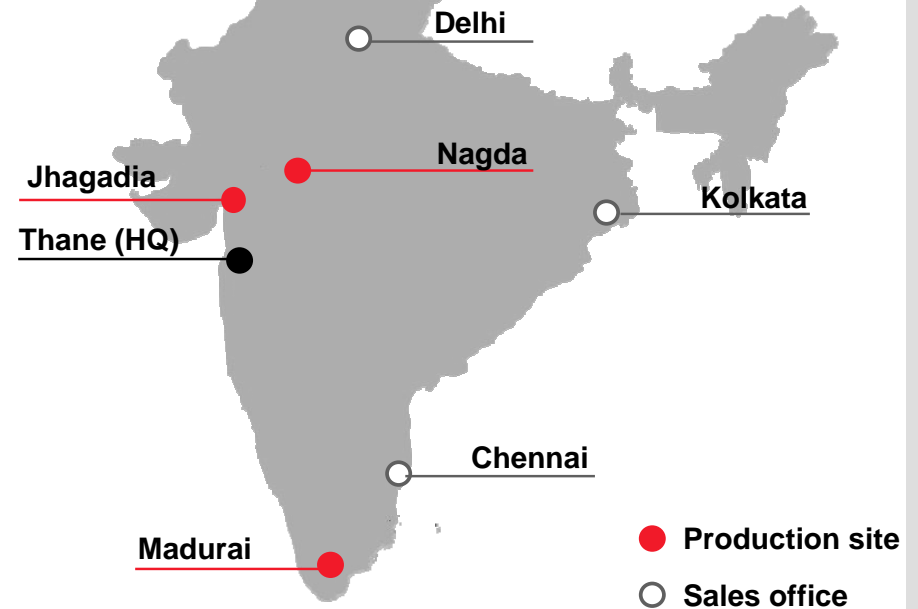 Delhi
Nagda
Jhagadia
Kolkata
Thane (HQ)
Chennai
Madurai
Production site
Sales office